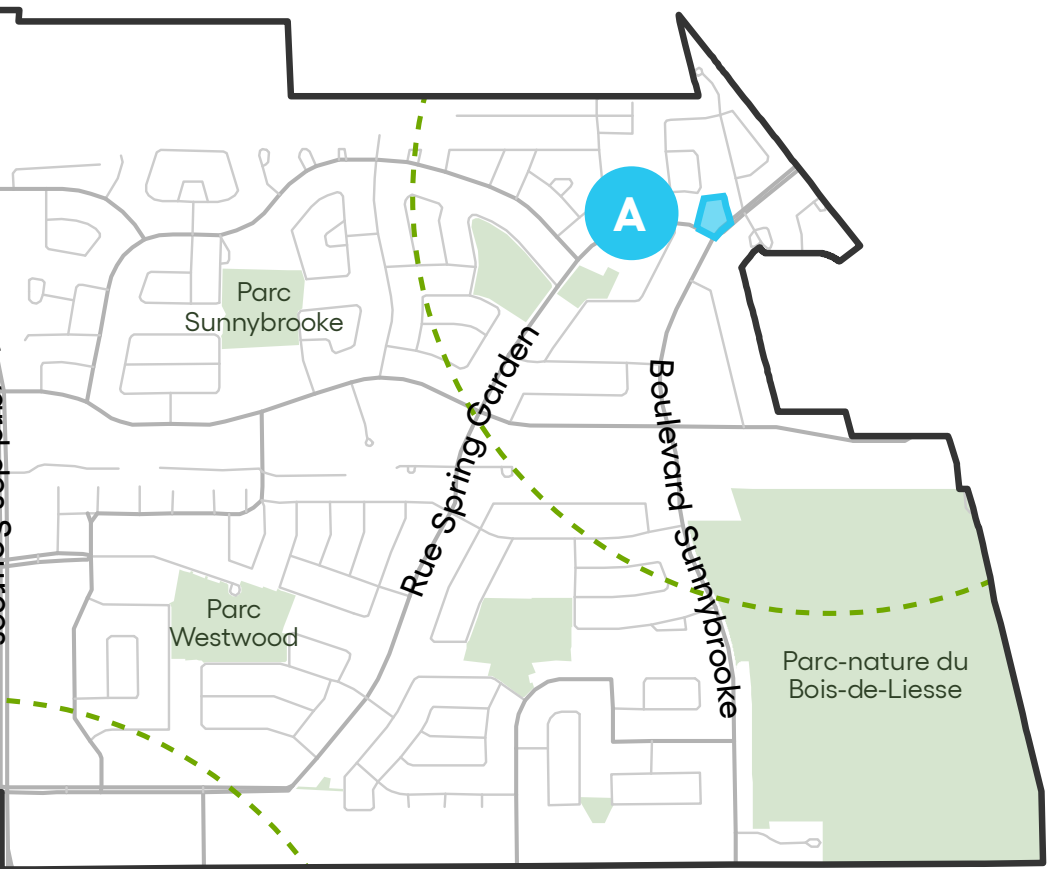 A
Parc
Sunnybrooke
Rue Spring Garden
Boulevard Sunnybrooke
Parc
Westwood
Parc-nature du
Bois-de-Liesse